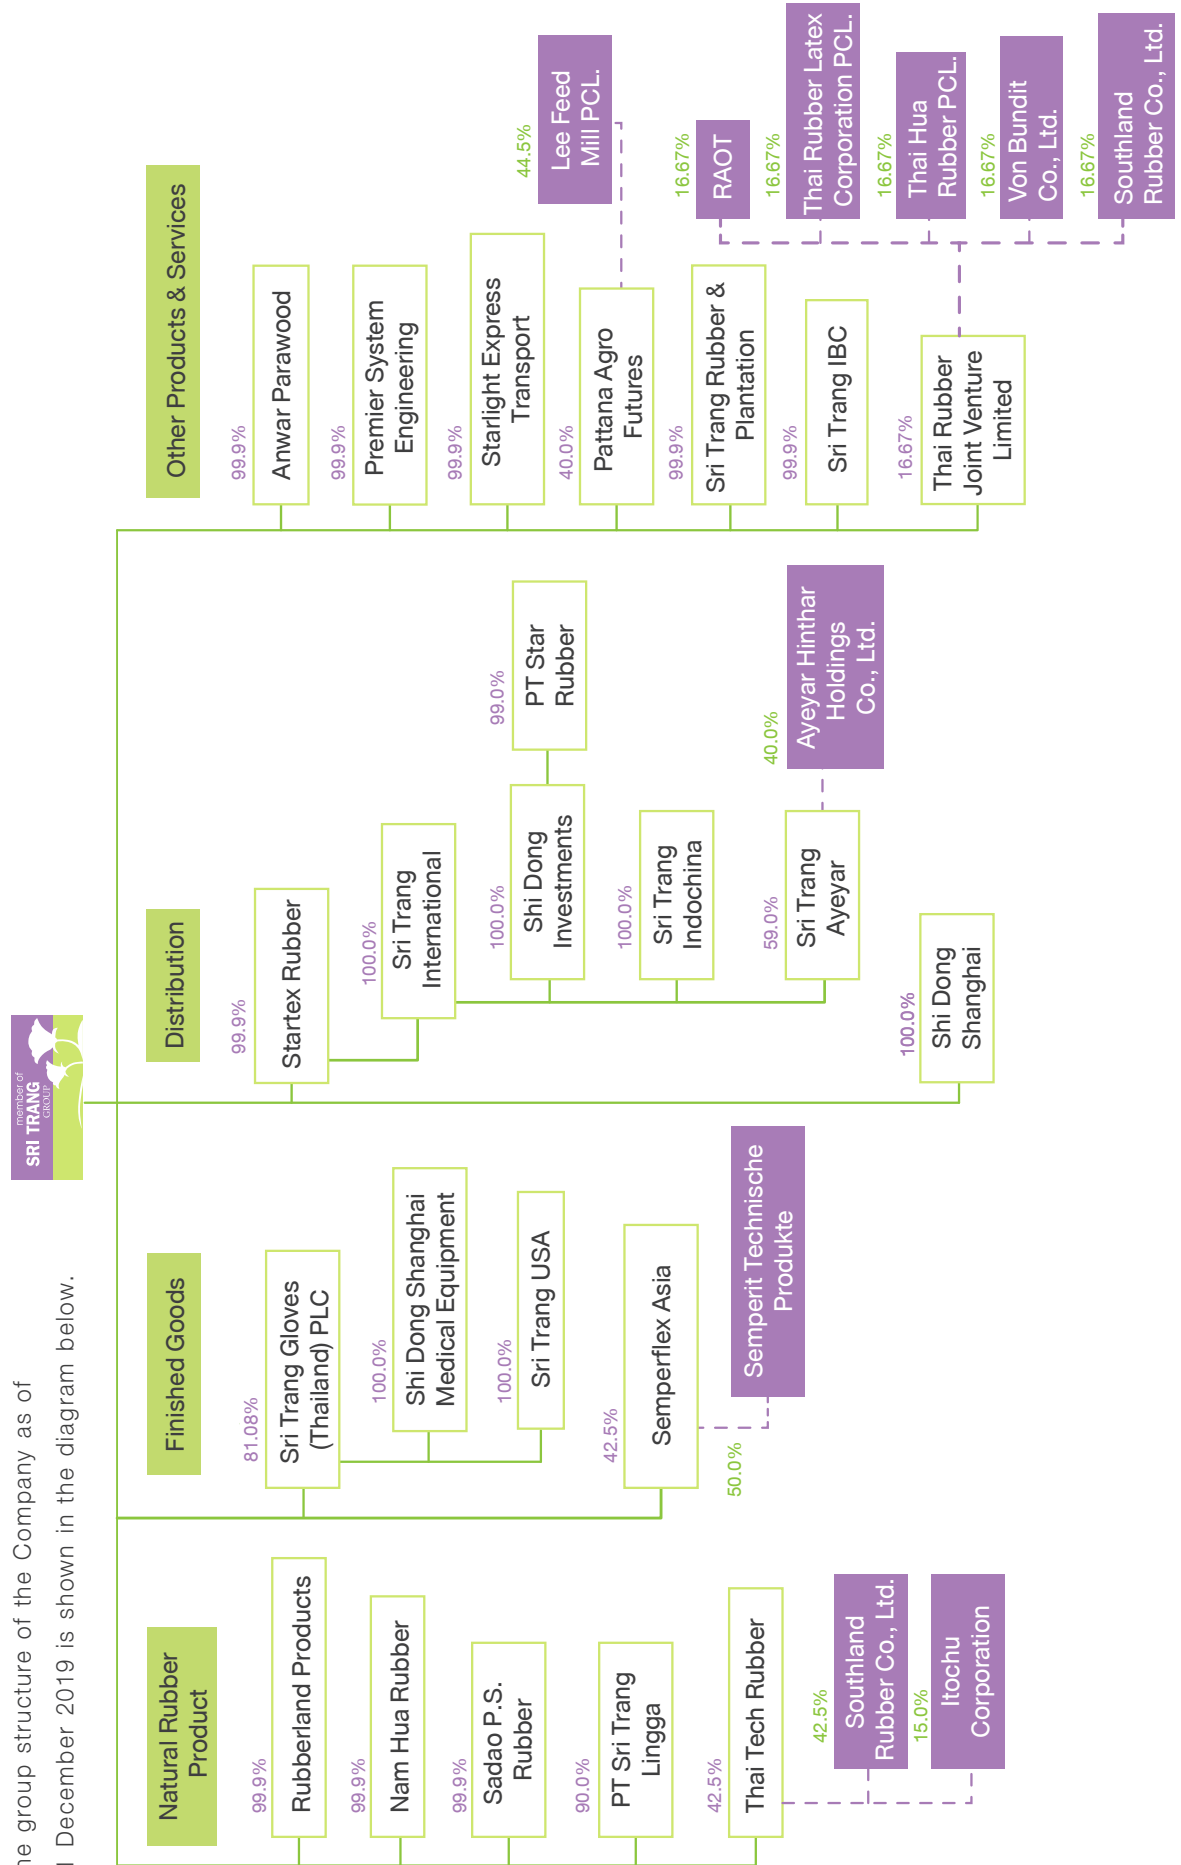 ne group structure of the Company as of
December 2019 is shown in the diagram below.
member of
SRI TRANG
GROUP
Natural Rubber
Product
99.9%
Rubberland Products
99.9%
Nam Hua Rubber
99.9%
Sadao P.S.
Rubber
90.0%
PT Sri Trang
Lingga
42.5%
Thai Tech Rubber
42.5%
Southland
Rubber Co., Ltd.
15.0%
Itochu
Corporation
Finished Goods
81.08%
Sri Trang Gloves
(Thailand) PLC
100.0%
Shi Dong Shanghai
Medical Equipment
100.0%
Sri Trang USA
42.5%
Semperflex Asia
50.0%
Semperit Technische
Produkte
Distribution
99.9%
Startex Rubber
100.0%
Sri Trang
International
100.0%
Shi Dong
Investments
99.0%
PT Star
Rubber
100.0%
Sri Trang
Indochina
59.0%
Sri Trang
Ayeyar
40.0%
Ayeyar Hinthar
Holdings
Co., Ltd.
100.0%
Shi Dong
Shanghai
Other Products & Services
99.9%
Anwar Parawood
99.9%
Premier System
Engineering
99.9%
Starlight Express
Transport
40.0%
Pattana Agro
Futures
44.5%
Lee Feed
Mill PCL.
99.9%
Sri Trang Rubber &
Plantation
99.9%
Sri Trang IBC
16.67%
Thai Rubber
Joint Venture
Limited
16.67%
RAOT
16.67%
Thai Rubber Latex
Corporation PCL.
16.67%
Thai Hua
Rubber PCL.
16.67%
Von Bundit
Co., Ltd.
16.67%
Southland
Rubber Co., Ltd.